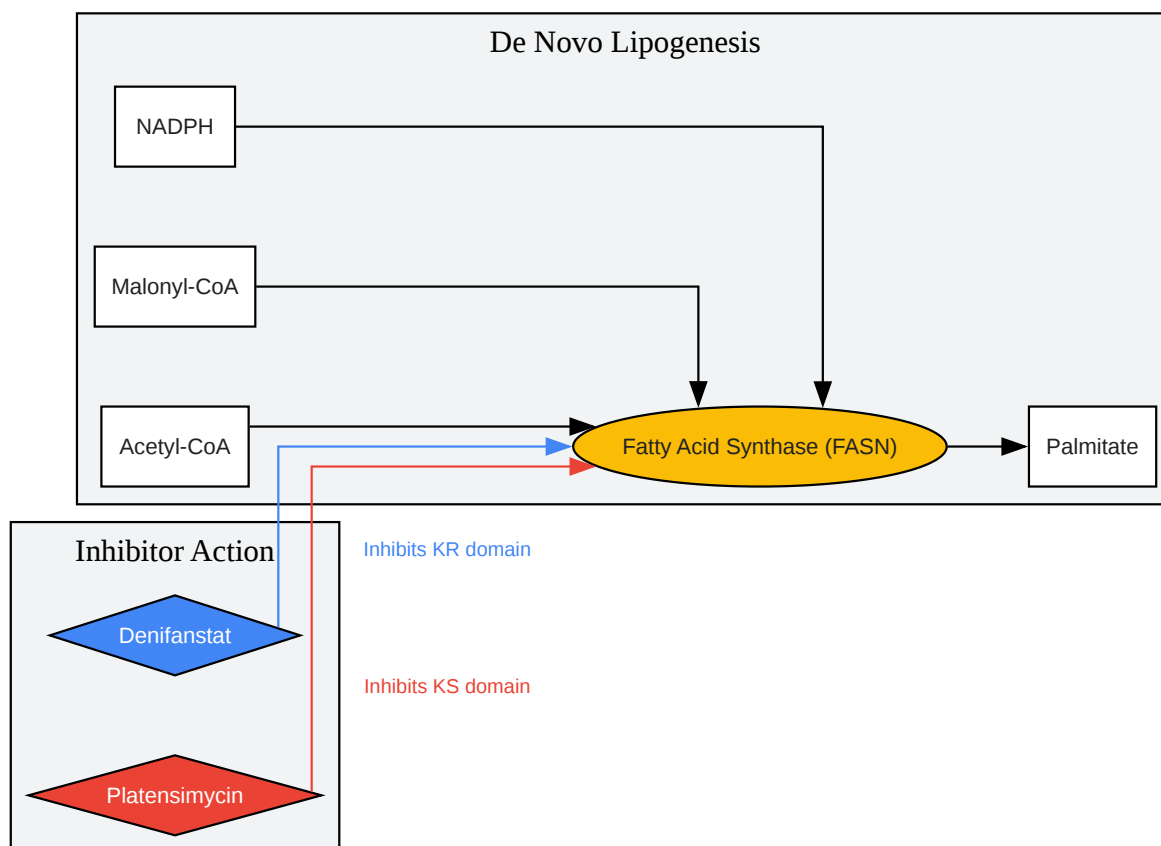 De Novo Lipogenesis
NADPH
Malonyl-CoA
Acetyl-CoA
Fatty Acid Synthase (FASN)
Palmitate
Inhibitor Action
Inhibits KR domain
Denifanstat
Inhibits KS domain
Platensimycin